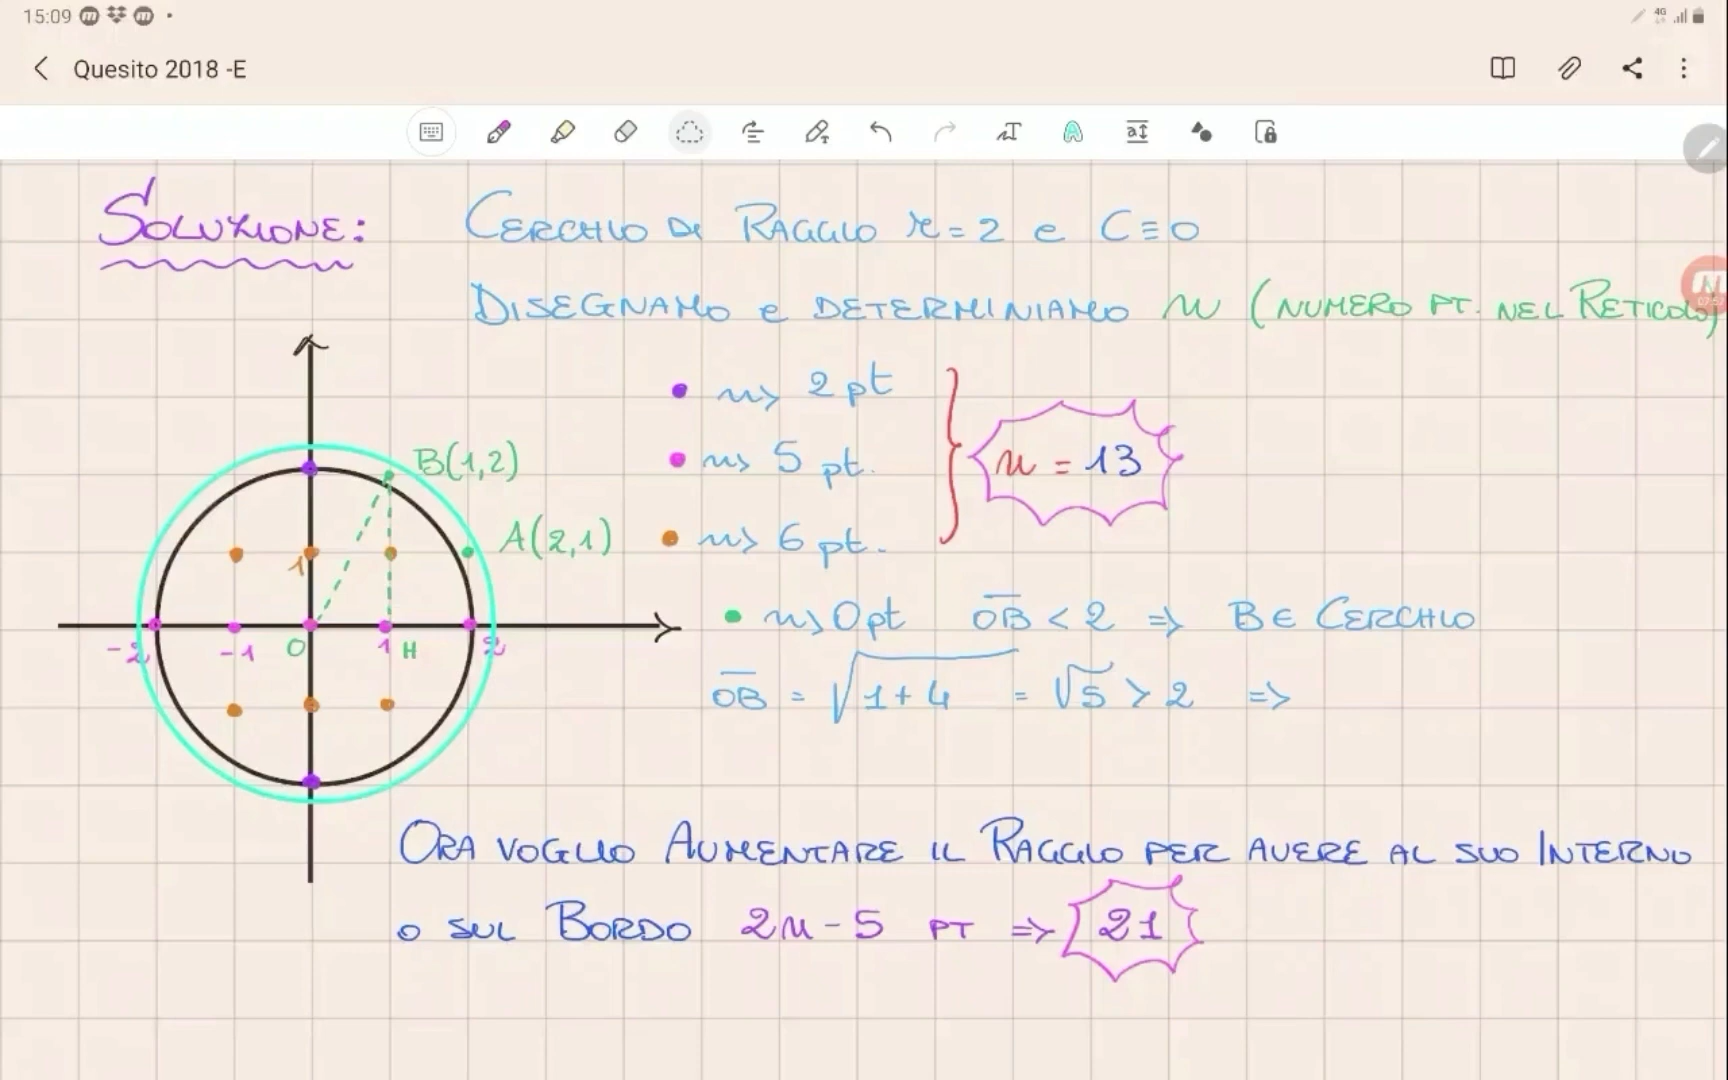 15:09
4G
Quesito 2018 -E
SOLUZIONE: CERCHIO DI RAGGIO r = 2 e C ≡ O
DISEGNAMO e DETERMINIAMO n (NUMERO PT. NEL RETICOLO)
07:52
• ⇝ 2 pt
• ⇝ 5 pt.
• ⇝ 6 pt.
n = 13
B(1,2)
A(2,1)
1
-2 -1 O 1 H 2
• ⇝ 0 pt OB < 2 => B ∈ CERCHIO
OB = √1+4 = √5 > 2 =>
ORA VOGLIO AUMENTARE IL RAGGIO PER AVERE AL SUO INTERNO
O SUL BORDO 2n - 5 PT => 21